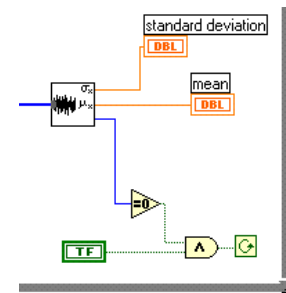 standard deviation
DBL
σx
mean
μx
DBL
=0
TF
∧